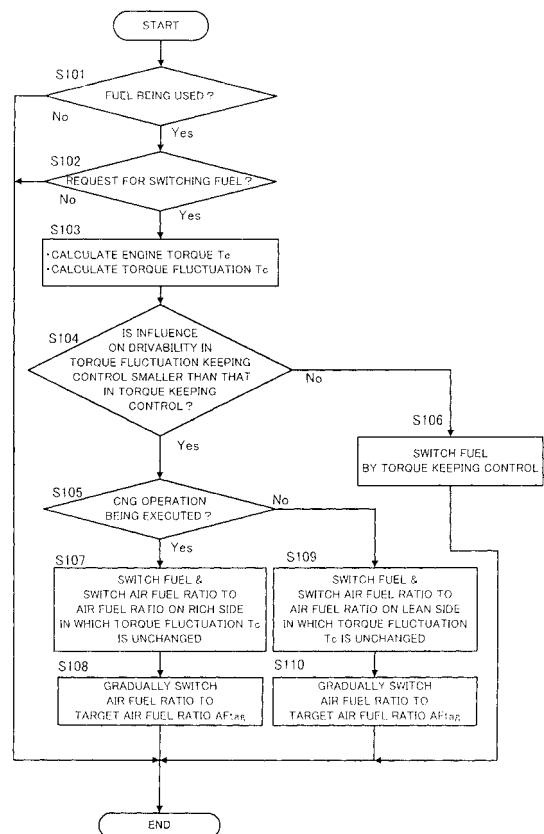 START
S101
FUEL BEING USED ?
No
Yes
S102
REQUEST FOR SWITCHING FUEL ?
No
Yes
S103
・CALCULATE ENGINE TORQUE Te
・CALCULATE TORQUE FLUCTUATION Tc
S104
IS INFLUENCE
ON DRIVABILITY IN
TORQUE FLUCTUATION KEEPING
CONTROL SMALLER THAN THAT
IN TORQUE KEEPING
CONTROL ?
No
Yes
S106
SWITCH FUEL
BY TORQUE KEEPING CONTROL
S105
CNG OPERATION
BEING EXECUTED ?
No
Yes
S107
SWITCH FUEL &
SWITCH AIR FUEL RATIO TO
AIR FUEL RATIO ON RICH SIDE
IN WHICH TORQUE FLUCTUATION Tc
IS UNCHANGED
S109
SWITCH FUEL &
SWITCH AIR FUEL RATIO TO
AIR FUEL RATIO ON LEAN SIDE
IN WHICH TORQUE FLUCTUATION
Tc IS UNCHANGED
S108
GRADUALLY SWITCH
AIR FUEL RATIO TO
TARGET AIR FUEL RATIO AFtag
S110
GRADUALLY SWITCH
AIR FUEL RATIO TO
TARGET AIR FUEL RATIO AFtag
END